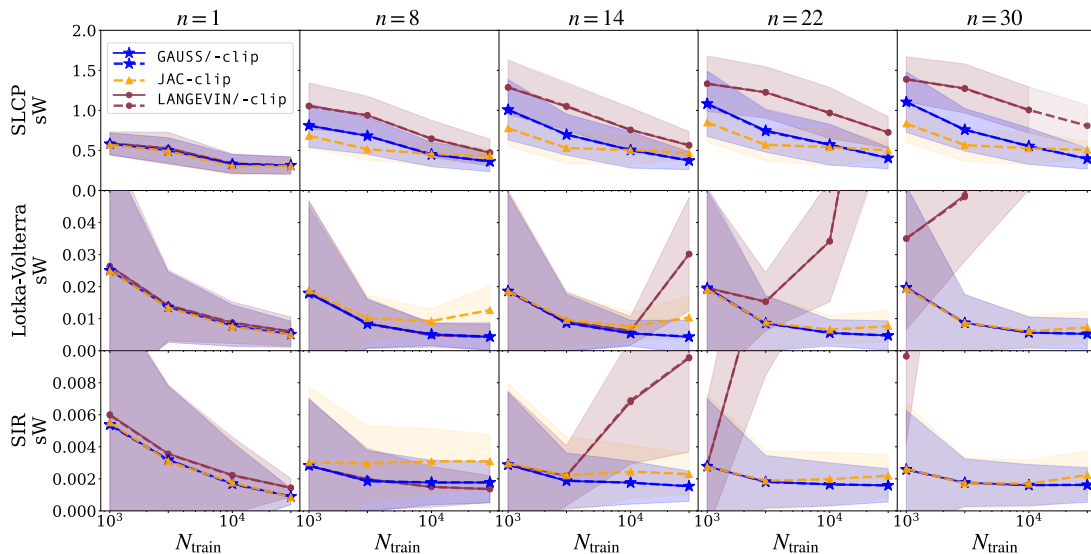 n = 1 n = 8 n = 14 n = 22 n = 30
SLCP
sW
2.0
1.5
1.0
0.5
GAUSS/-clip
JAC-clip
LANGEVIN/-clip
Lotka-Volterra
sW
0.0
0.04
0.03
0.02
0.01
0.00
SIR
sW
0.008
0.006
0.004
0.002
0.000
10³ 10⁴ 10³ 10⁴ 10³ 10⁴ 10³ 10⁴ 10³ 10⁴
N_train N_train N_train N_train N_train